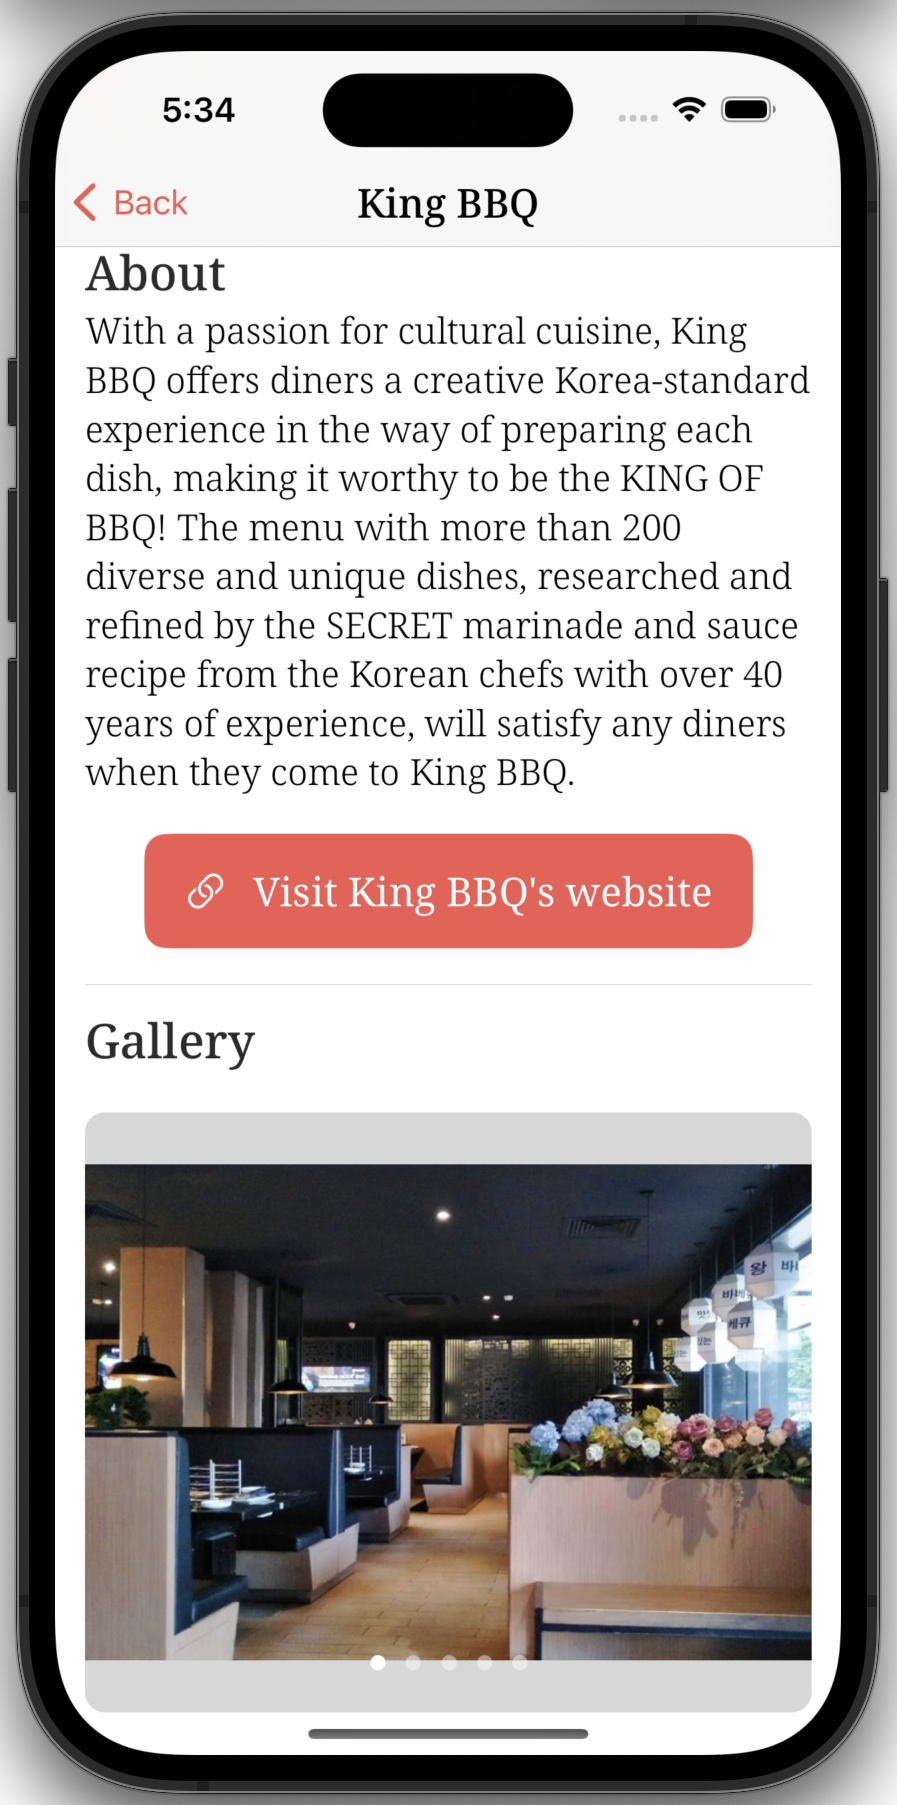 5:34
Back
King BBQ
About
With a passion for cultural cuisine, King
BBQ offers diners a creative Korea-standard
experience in the way of preparing each
dish, making it worthy to be the KING OF
BBQ! The menu with more than 200
diverse and unique dishes, researched and
refined by the SECRET marinade and sauce
recipe from the Korean chefs with over 40
years of experience, will satisfy any diners
when they come to King BBQ.
Visit King BBQ's website
Gallery
왕
베큐